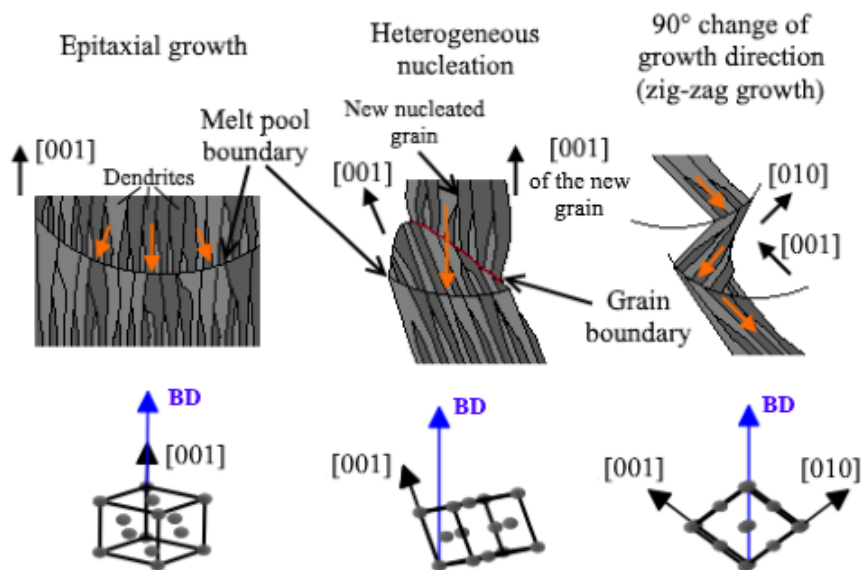 Epitaxial growth
Heterogeneous
nucleation
90° change of
growth direction
(zig-zag growth)
Melt pool
boundary
New nucleated
grain
[001]
Dendrites
[001]
[001]
of the new
grain
[010]
[001]
Grain
boundary
BD
[001]
BD
[001]
BD
[001]
[010]